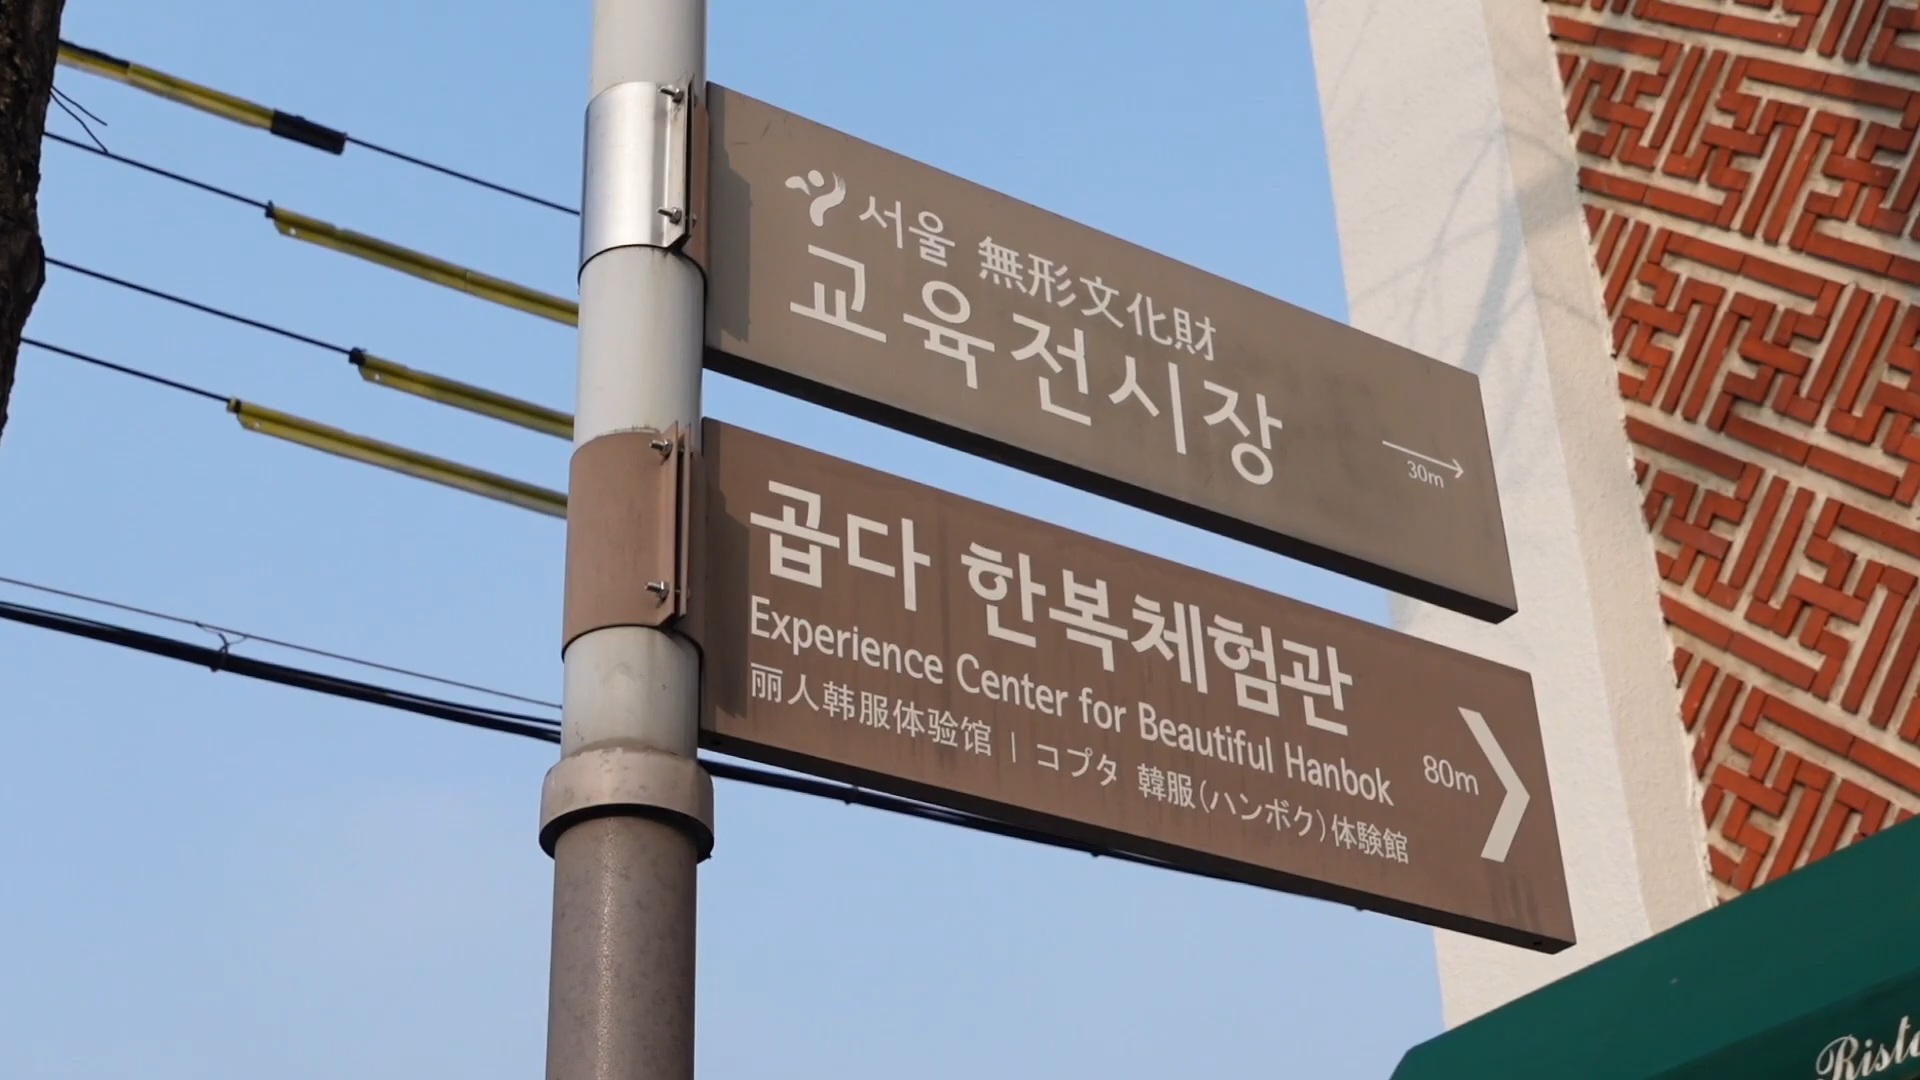 서울 無形文化財
교육전시장
30m
곱다 한복체험관
Experience Center for Beautiful Hanbok
80m
丽人韩服体验馆 | コプタ 韓服(ハンボク)体験館